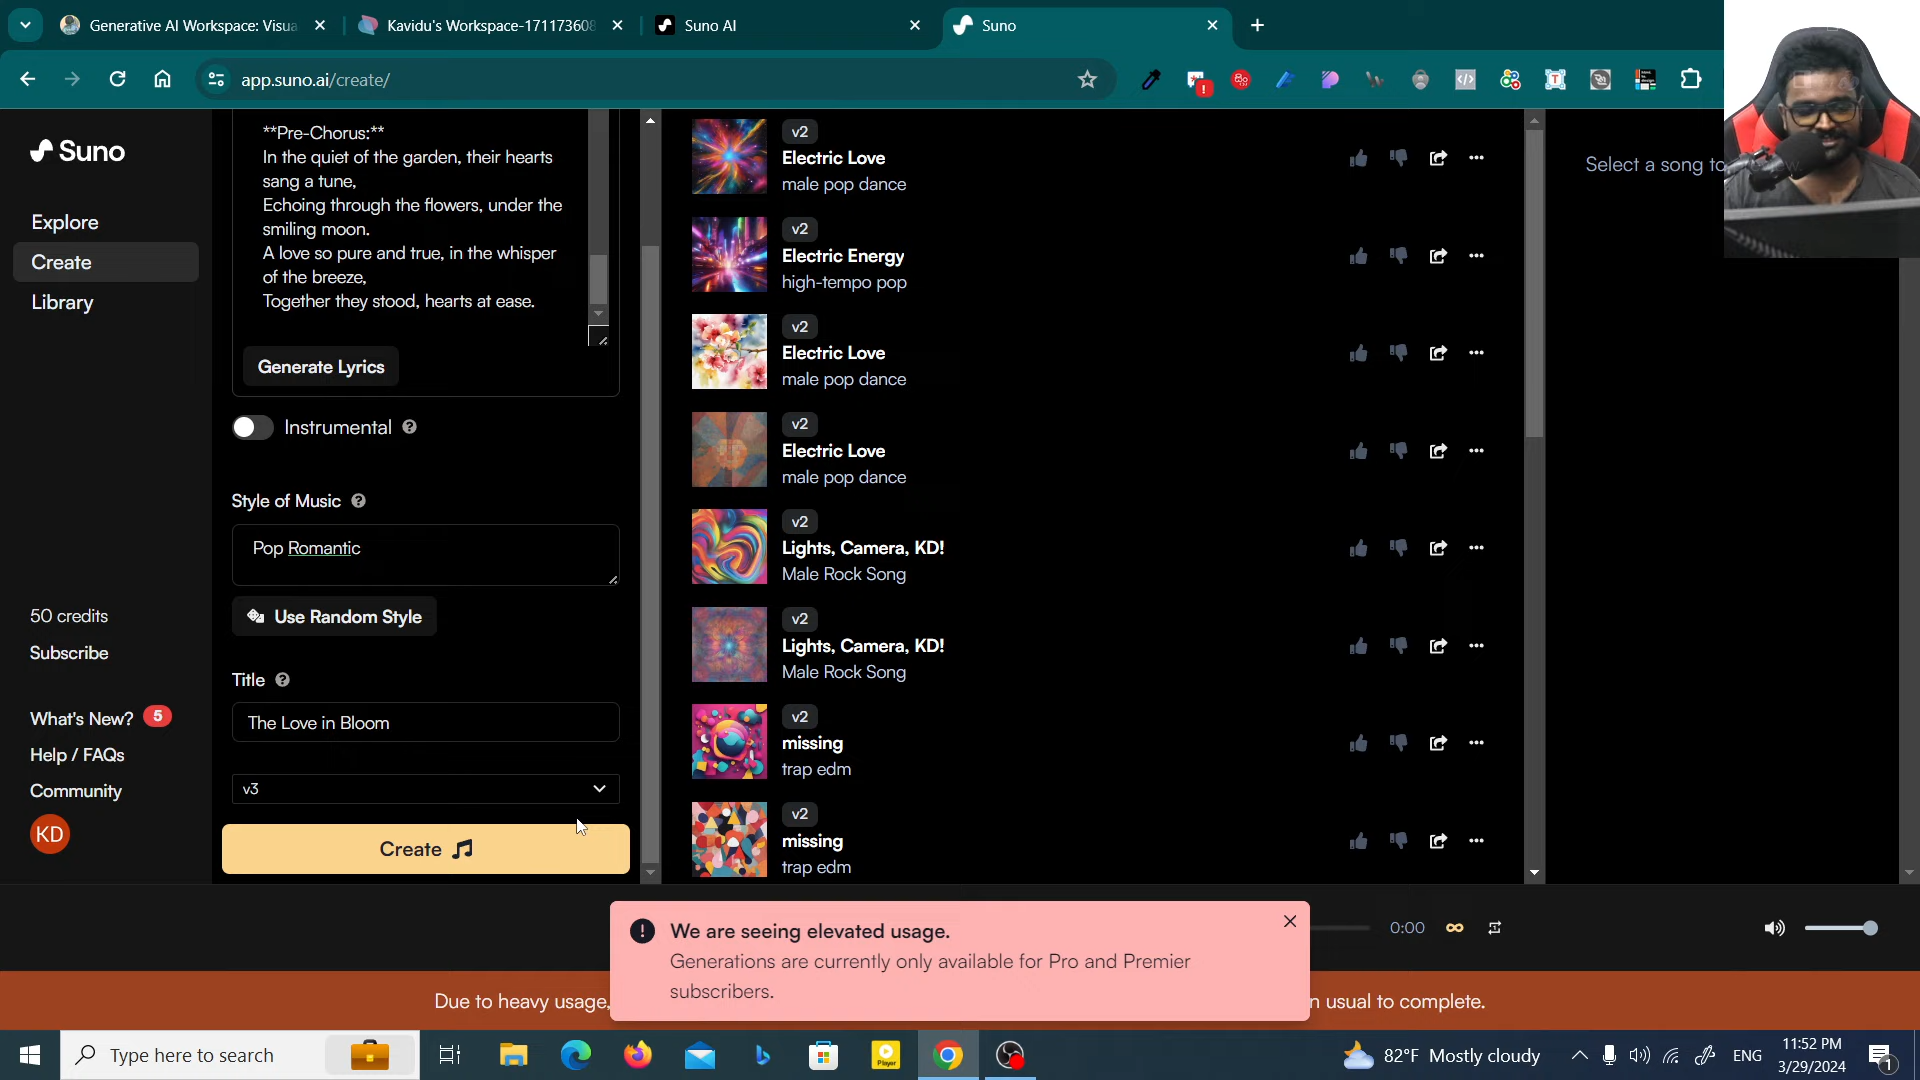 Generative AI Workspace: Visua
Kavidu's Workspace-171173608
Suno AI
Suno
app.suno.ai/create/
Suno
Explore
Create
Library
50 credits
Subscribe
What's New? 5
Help / FAQs
Community
KD
**Pre-Chorus:**
In the quiet of the garden, their hearts
sang a tune,
Echoing through the flowers, under the
smiling moon.
A love so pure and true, in the whisper
of the breeze,
Together they stood, hearts at ease.
Generate Lyrics
Instrumental
Style of Music
Pop Romantic
Use Random Style
Title
The Love in Bloom
v3
Create
v2
Electric Love
male pop dance
v2
Electric Energy
high-tempo pop
v2
Electric Love
male pop dance
v2
Electric Love
male pop dance
v2
Lights, Camera, KD!
Male Rock Song
v2
Lights, Camera, KD!
Male Rock Song
v2
missing
trap edm
v2
missing
trap edm
Select a song to
0:00
We are seeing elevated usage.
Generations are currently only available for Pro and Premier
subscribers.
Due to heavy usage, n usual to complete.
Type here to search
82°F Mostly cloudy
ENG
11:52 PM
3/29/2024
1